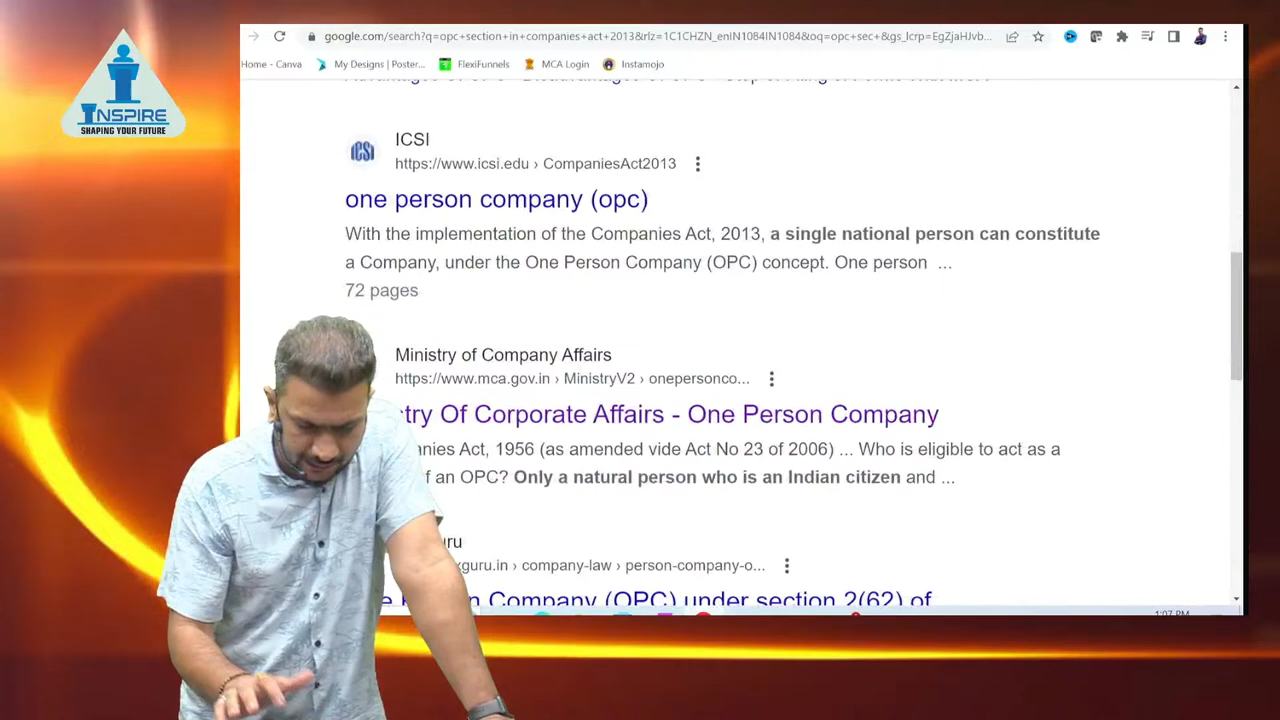 INSPIRE
SHAPING YOUR FUTURE
google.com/search?q=opc+section+in+companies+act+2013&rlz=1C1CHZN_enIN1084IN1084&oq=opc+sec+&gs_lcrp=EgZjaHJvb...
Home - Canva
My Designs | Poster...
FlexiFunnels
MCA Login
Instamojo
ICSI
https://www.icsi.edu › CompaniesAct2013
one person company (opc)
With the implementation of the Companies Act, 2013, a single national person can constitute
a Company, under the One Person Company (OPC) concept. One person ...
72 pages
Ministry of Company Affairs
https://www.mca.gov.in › MinistryV2 › onepersonco...
try Of Corporate Affairs - One Person Company
nies Act, 1956 (as amended vide Act No 23 of 2006) ... Who is eligible to act as a
f an OPC? Only a natural person who is an Indian citizen and ...
uru
xguru.in › company-law › person-company-o...
n Company (OPC) under section 2(62) of
1:07 PM